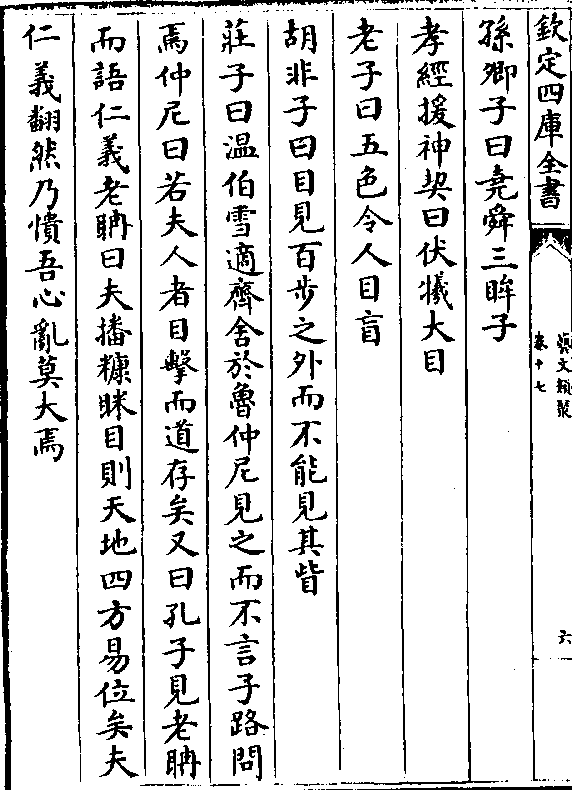 欽定四庫全書
藝文類聚
卷十七
六
孫卿子曰堯舜三眸子
孝經援神契曰伏犧大目
老子曰五色令人目盲
胡非子曰目見百步之外而不能見其眥
莊子曰温伯雪適齊舍於魯仲尼見之而不言子路問
焉仲尼曰若夫人者目擊而道存矣又曰孔子見老聃
而語仁義老聃曰夫播糠眯目則天地四方易位矣夫
仁義翻然乃憒吾心亂莫大焉